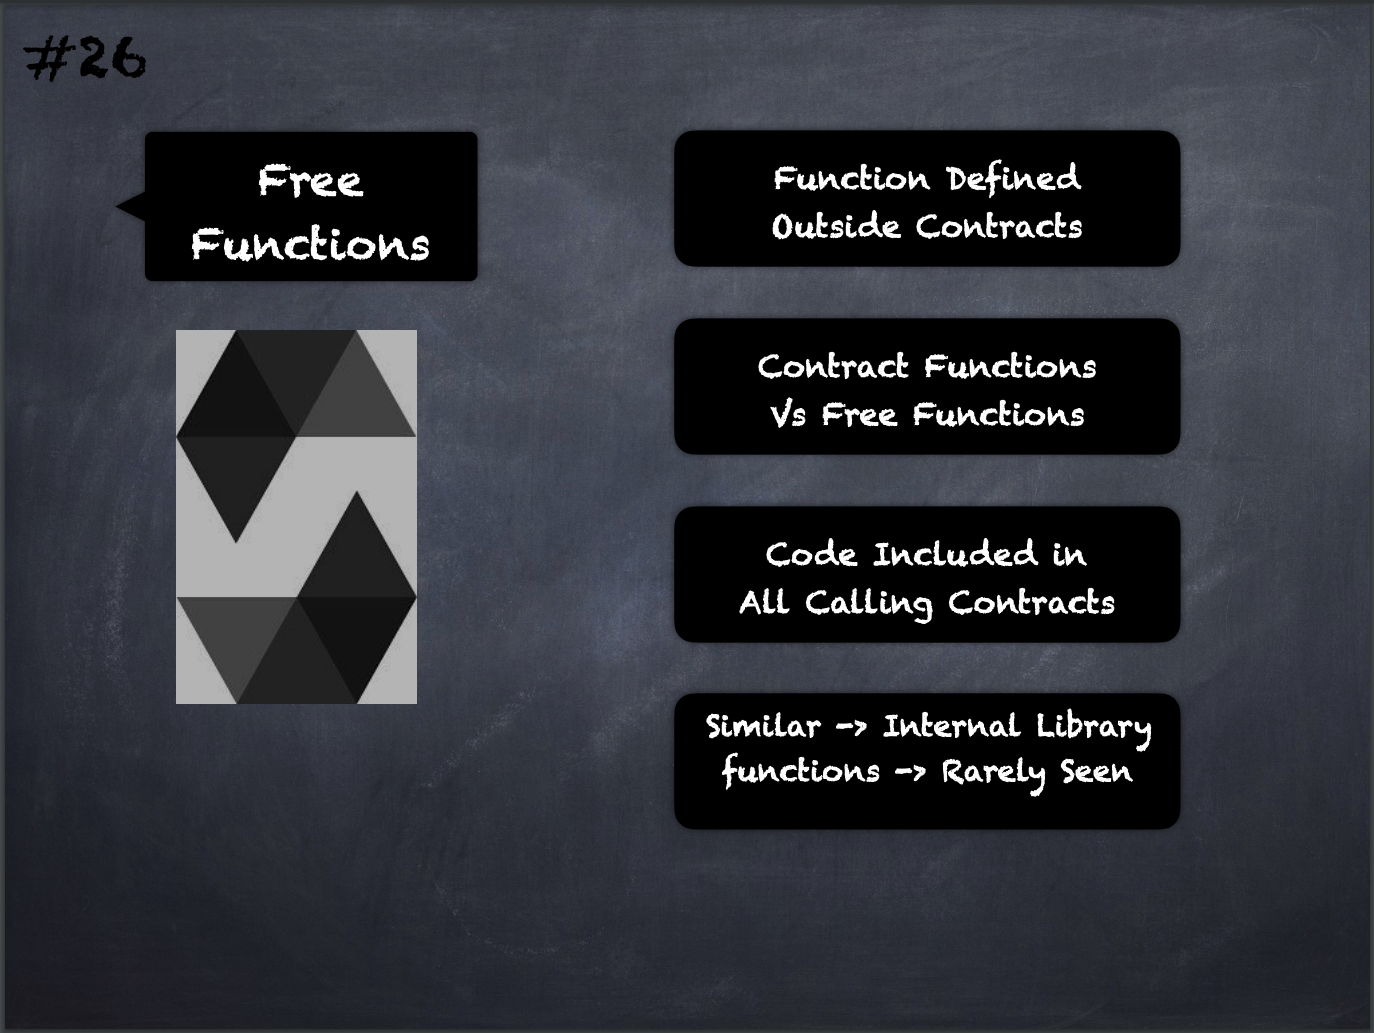 #26
Free
Functions
Function Defined
Outside Contracts
Contract Functions
Vs Free Functions
Code Included in
All Calling Contracts
Similar -> Internal Library
functions -> Rarely Seen